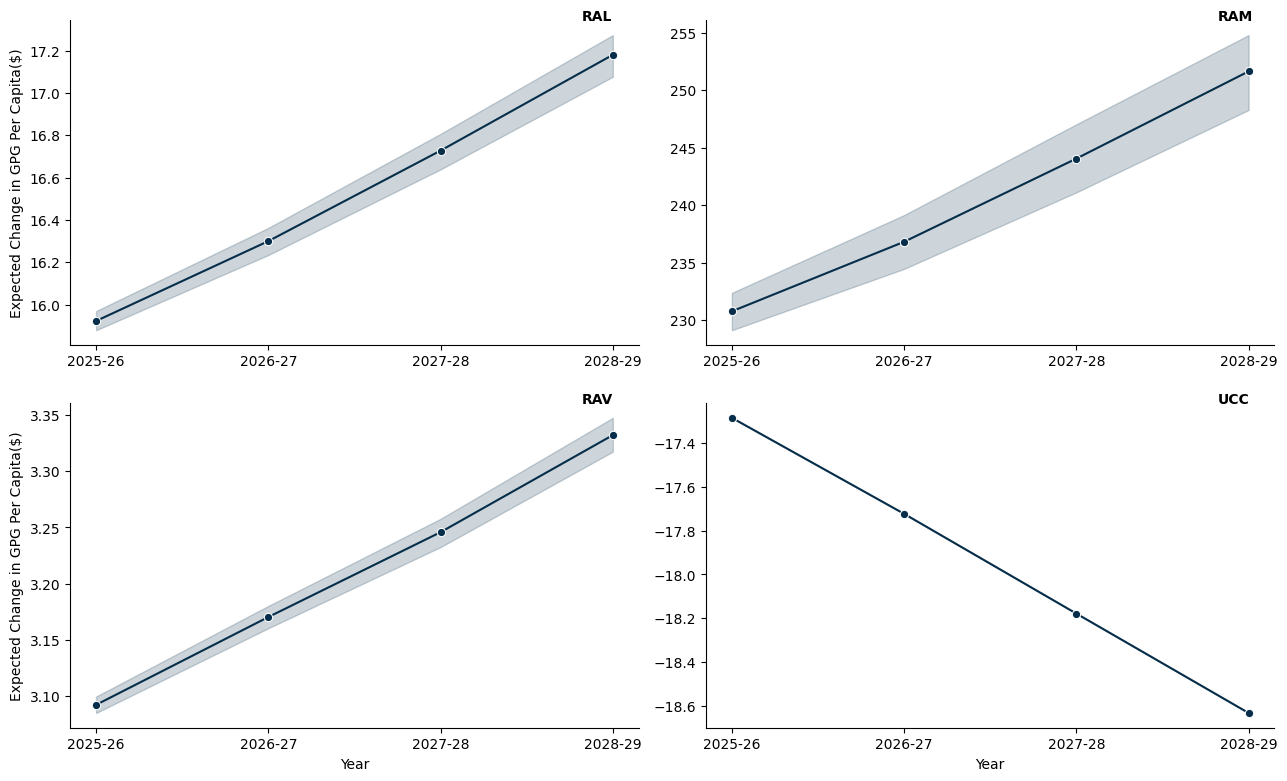 RAL
Expected Change in GPG Per Capita($)
17.2
17.0
16.8
16.6
16.4
16.2
16.0
2025-26 2026-27 2027-28 2028-29
RAM
255
250
245
240
235
230
2025-26 2026-27 2027-28 2028-29
RAV
Expected Change in GPG Per Capita($)
3.35
3.30
3.25
3.20
3.15
3.10
2025-26 2026-27 2027-28 2028-29
Year
UCC
−17.4
−17.6
−17.8
−18.0
−18.2
−18.4
−18.6
2025-26 2026-27 2027-28 2028-29
Year